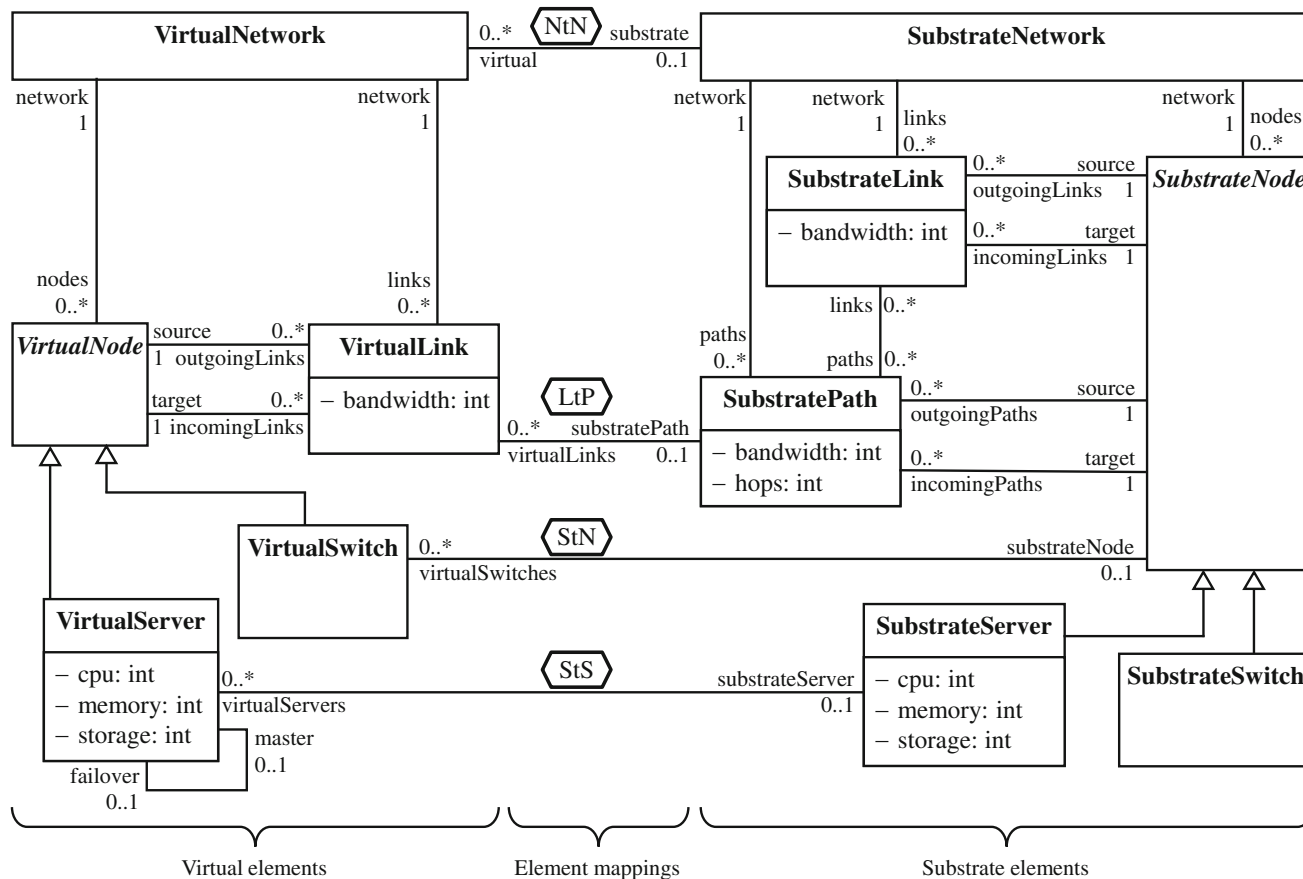 VirtualNetwork
0..*
NtN
substrate
virtual
0..1
SubstrateNetwork
network
1
network
1
network
1
network
1
links
0..*
network
1
nodes
0..*
SubstrateLink
– bandwidth: int
0..*
source
outgoingLinks
1
0..*
target
incomingLinks
1
SubstrateNode
nodes
0..*
links
0..*
links
0..*
paths
0..*
paths
0..*
VirtualNode
source
0..*
1
outgoingLinks
target
0..*
1
incomingLinks
VirtualLink
– bandwidth: int
LtP
0..*
substratePath
virtualLinks
0..1
SubstratePath
– bandwidth: int
– hops: int
0..*
source
outgoingPaths
1
0..*
target
incomingPaths
1
VirtualSwitch
0..*
StN
substrateNode
virtualSwitches
0..1
VirtualServer
– cpu: int
– memory: int
– storage: int
0..*
StS
substrateServer
virtualServers
0..1
SubstrateServer
– cpu: int
– memory: int
– storage: int
SubstrateSwitch
master
0..1
failover
0..1
Virtual elements
Element mappings
Substrate elements